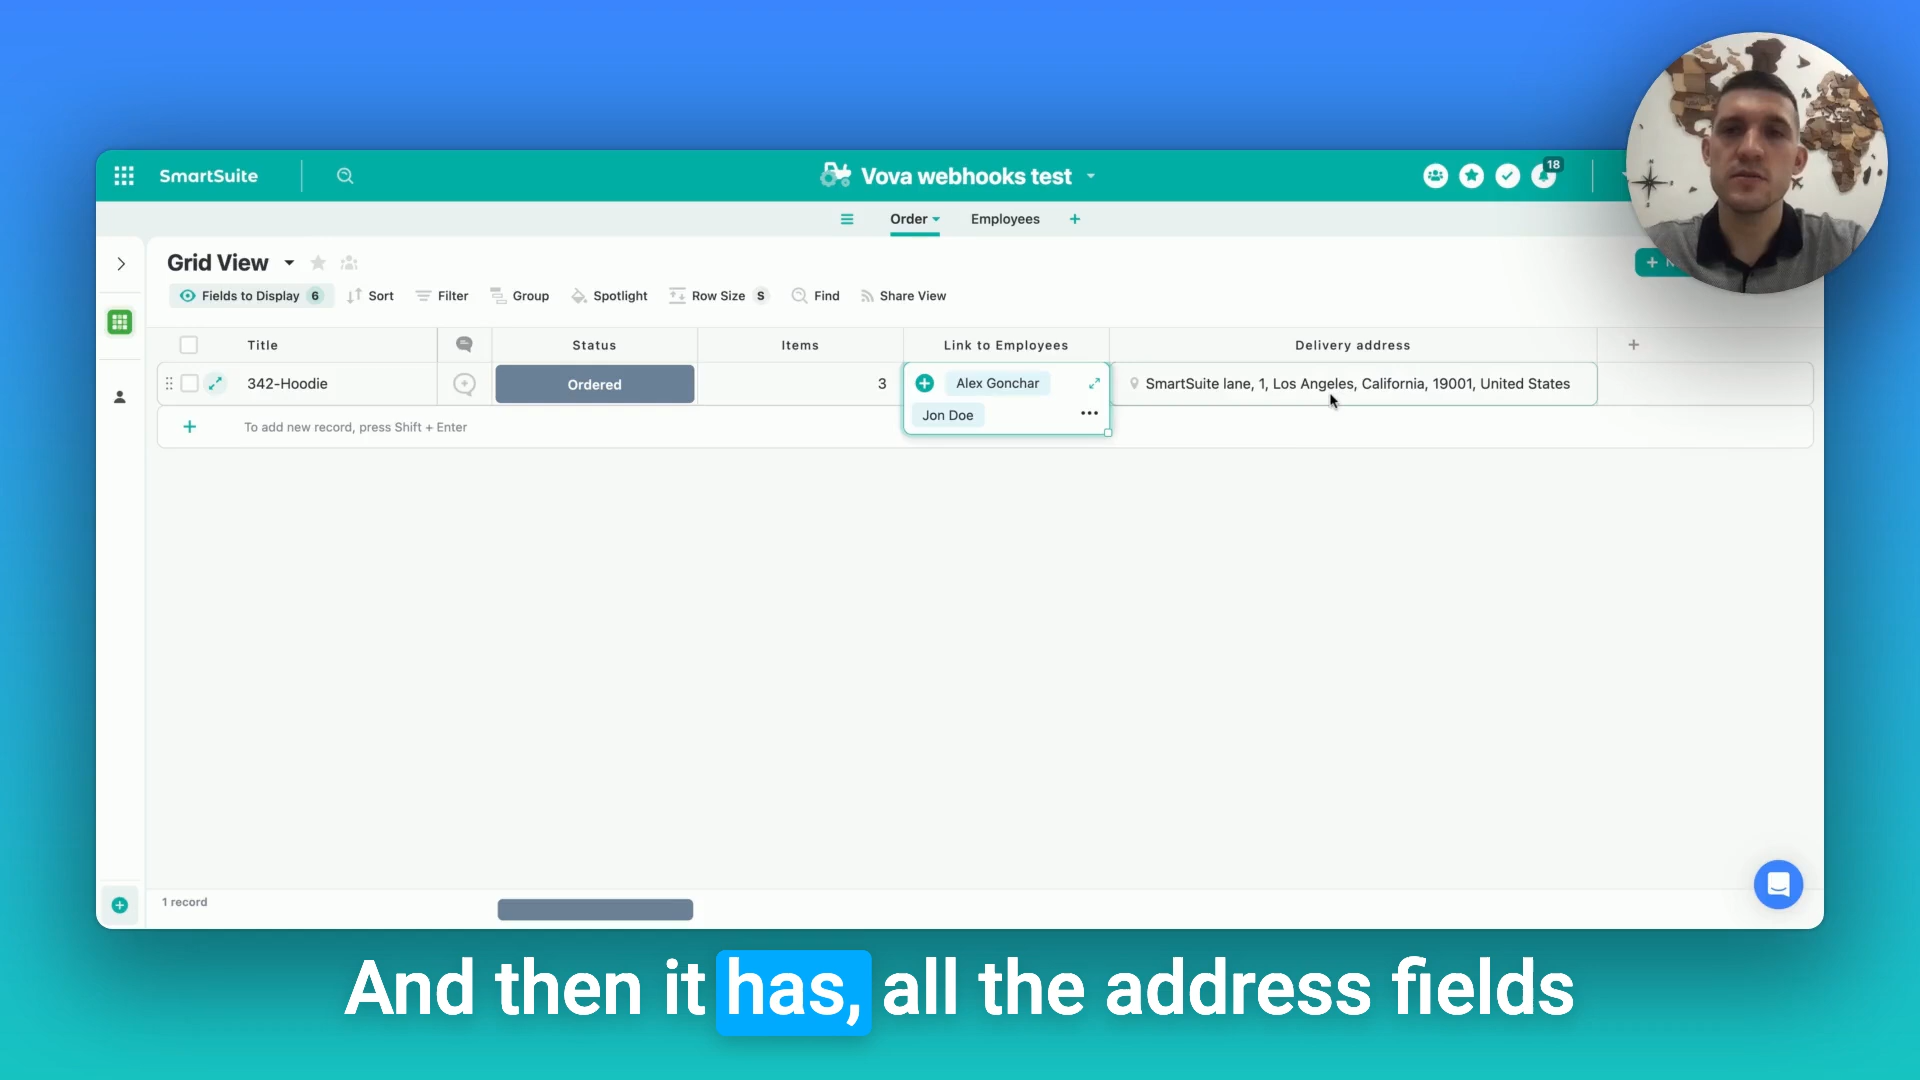 SmartSuite
Vova webhooks test
18
Order
Employees
Grid View
Fields to Display 6
Sort
Filter
Group
Spotlight
Row Size S
Find
Share View
Title
Status
Items
Link to Employees
Delivery address
342-Hoodie
Ordered
3
Alex Gonchar
Jon Doe
SmartSuite lane, 1, Los Angeles, California, 19001, United States
To add new record, press Shift + Enter
1 record
And then it has, all the address fields